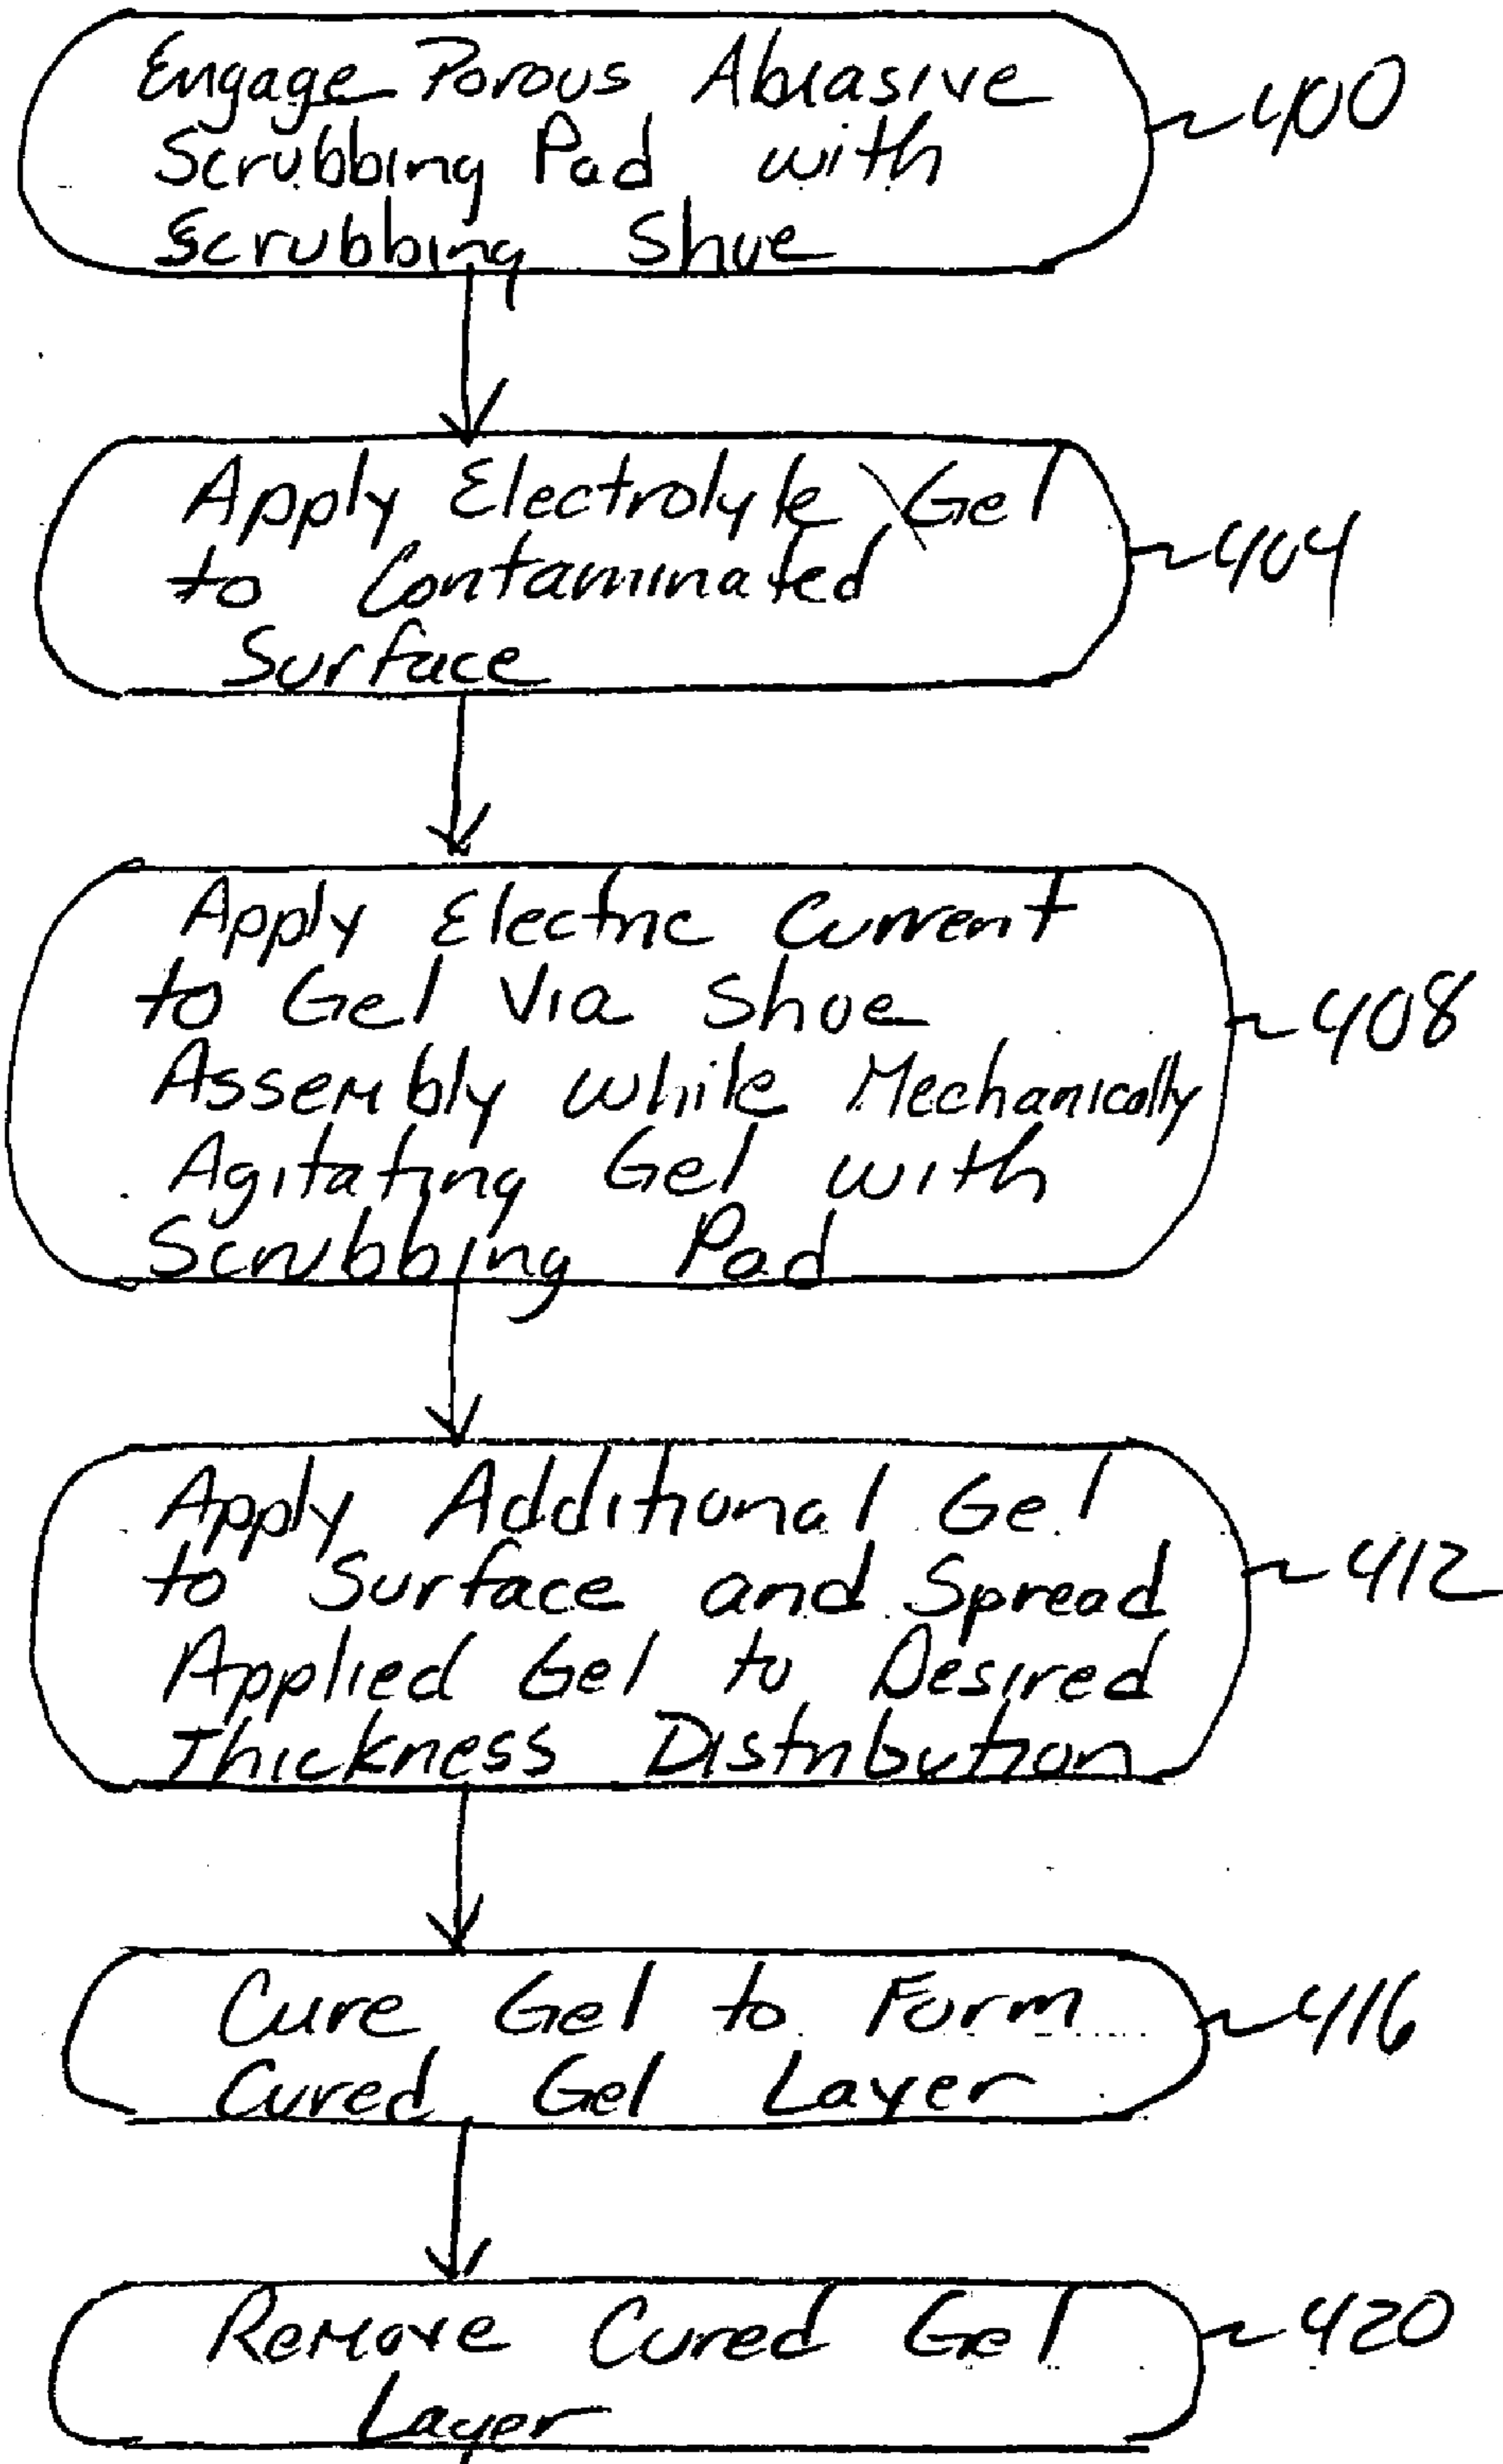 Engage Porous Abrasive ~400
Scrubbing Pad with
Scrubbing Shoe
Apply Electrolyte Gel
to Contaminated ~404
Surface
Apply Electric Current
to Gel Via Shoe ~408
Assembly while Mechanically
Agitating Gel with
Scrubbing Pad
Apply Additional Gel
to Surface and Spread ~412
Applied Gel to Desired
Thickness Distribution
Cure Gel to Form ~416
Cured Gel Layer
Remove Cured Gel ~420
Layer